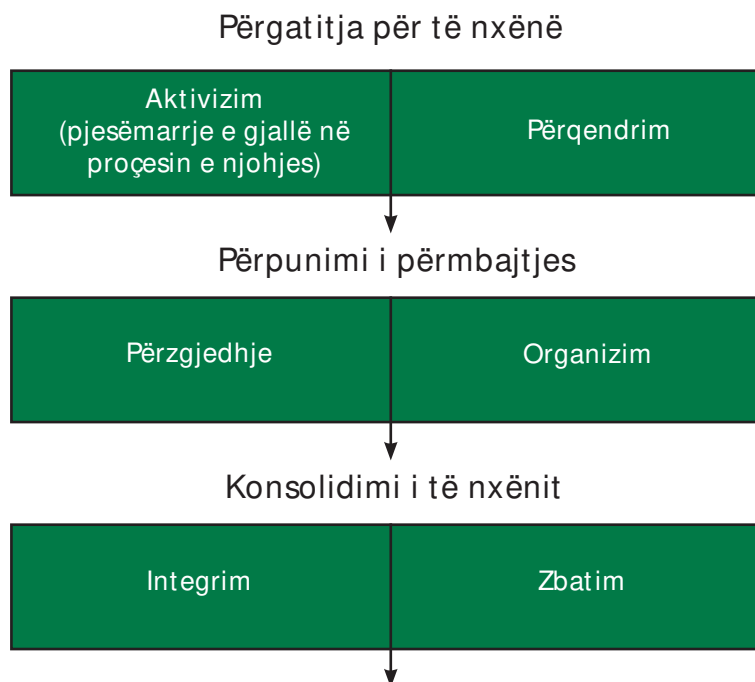 Përgatitja për të nxënë
Aktivizim
(pjesëmarrje e gjallë në
proçesin e njohjes)
Përqendrim
Përpunimi i përmbajtjes
Përzgjedhje
Organizim
Konsolidimi i të nxënit
Integrim
Zbatim